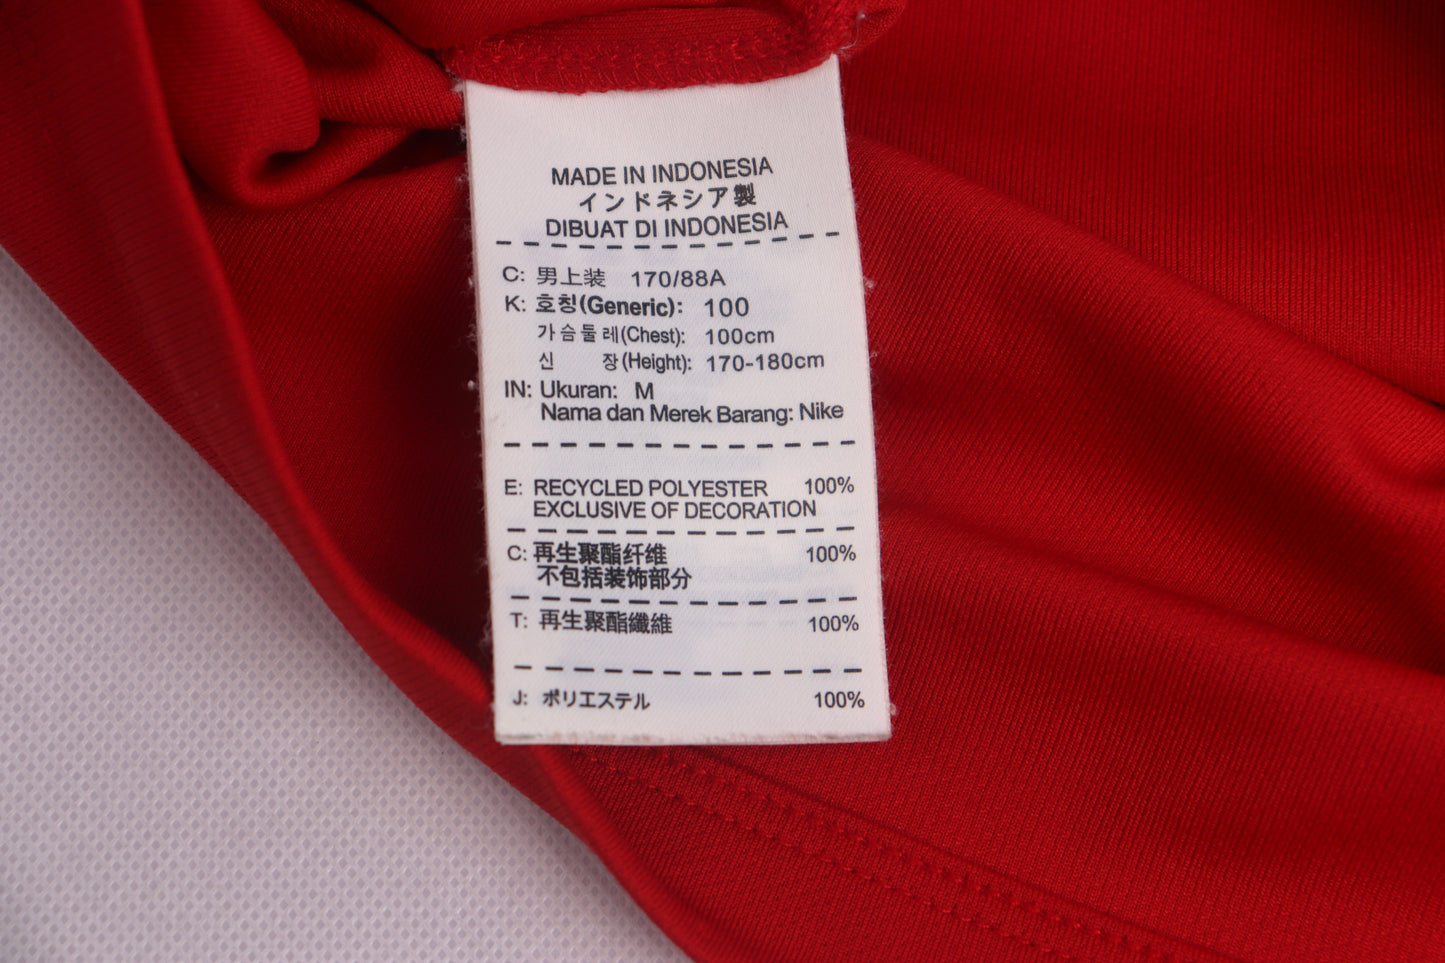 MADE IN INDONESIA
インドネシア製
DIBUAT DI INDONESIA
C: 男上装 170/88A
K: 호칭(Generic): 100
가슴둘레(Chest): 100cm
신 장(Height): 170-180cm
IN: Ukuran: M
Nama dan Merek Barang: Nike
E: RECYCLED POLYESTER 100%
EXCLUSIVE OF DECORATION
C: 再生聚酯纤维 100%
不包括装饰部分
T: 再生聚酯纖維 100%
J: ポリエステル 100%